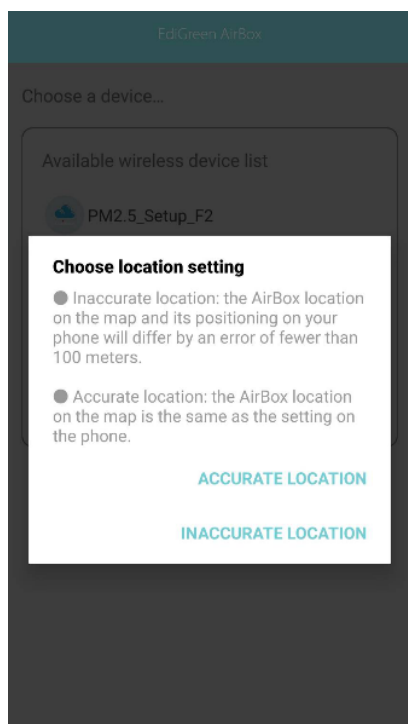 EdiGreen AirBox
Choose a device...
Available wireless device list
PM2.5_Setup_F2
Choose location setting
● Inaccurate location: the AirBox location
on the map and its positioning on your
phone will differ by an error of fewer than
100 meters.
● Accurate location: the AirBox location
on the map is the same as the setting on
the phone.
ACCURATE LOCATION
INACCURATE LOCATION